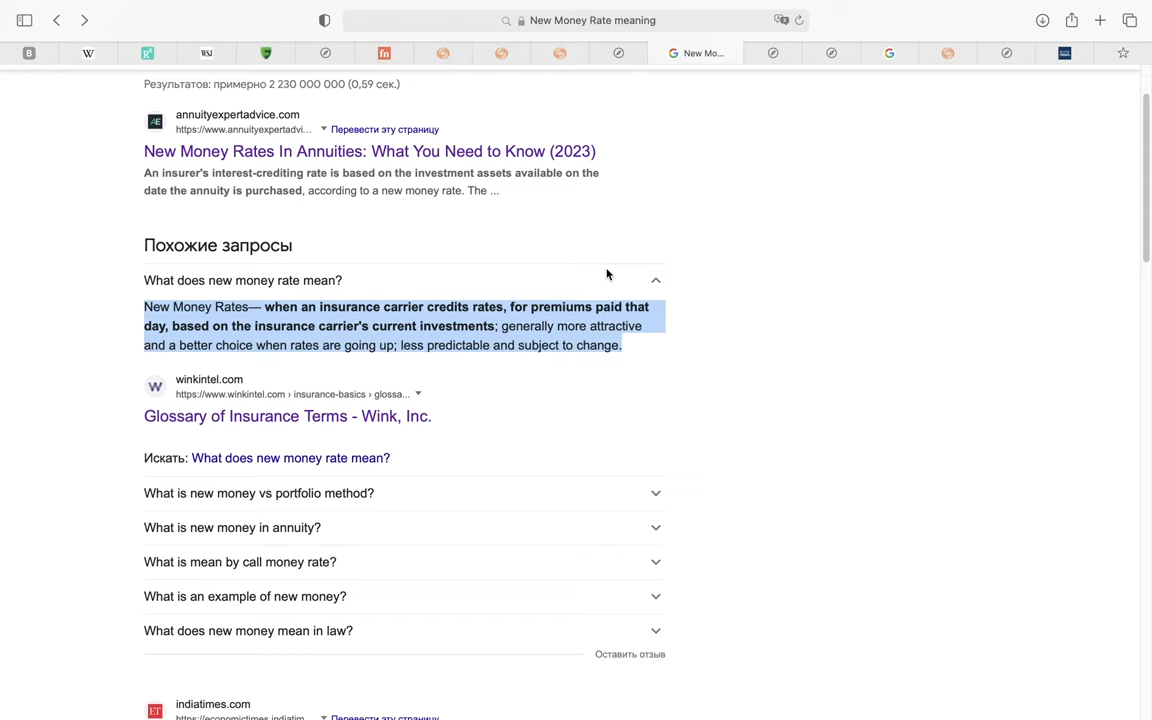 New Money Rate meaning
B
W
R
WSJ
fn
New Mo...
Результатов: примерно 2 230 000 000 (0,59 сек.)
AE
annuityexpertadvice.com
https://www.annuityexpertadvi... Перевести эту страницу
New Money Rates In Annuities: What You Need to Know (2023)
An insurer's interest-crediting rate is based on the investment assets available on the
date the annuity is purchased, according to a new money rate. The ...
Похожие запросы
What does new money rate mean?
New Money Rates— when an insurance carrier credits rates, for premiums paid that
day, based on the insurance carrier's current investments; generally more attractive
and a better choice when rates are going up; less predictable and subject to change.
W
winkintel.com
https://www.winkintel.com › insurance-basics › glossa...
Glossary of Insurance Terms - Wink, Inc.
Искать: What does new money rate mean?
What is new money vs portfolio method?
What is new money in annuity?
What is mean by call money rate?
What is an example of new money?
What does new money mean in law?
Оставить отзыв
ET
indiatimes.com
https://economictimes.indiatim... Перевести эту страницу